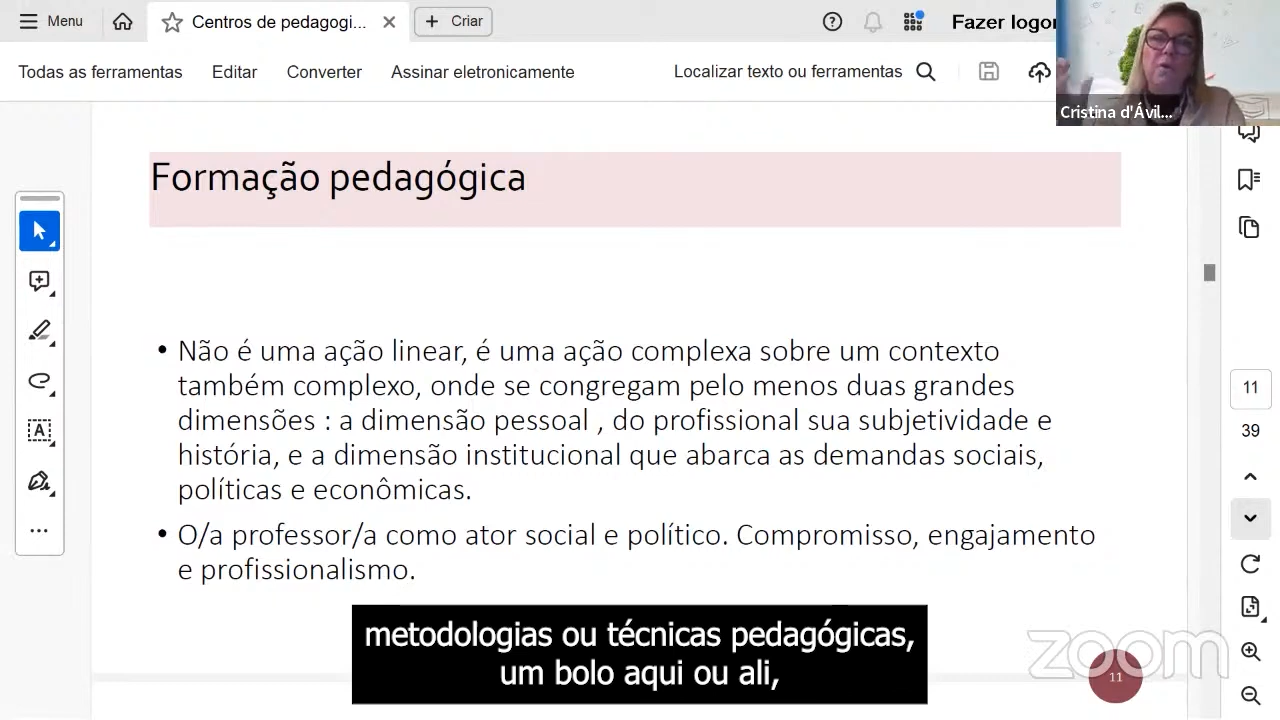 Menu
Centros de pedagogi...
Criar
Fazer logon
Todas as ferramentas
Editar
Converter
Assinar eletronicamente
Localizar texto ou ferramentas
Cristina d'Ávil...
Formação pedagógica
• Não é uma ação linear, é uma ação complexa sobre um contexto
também complexo, onde se congregam pelo menos duas grandes
dimensões : a dimensão pessoal , do profissional sua subjetividade e
história, e a dimensão institucional que abarca as demandas sociais,
políticas e econômicas.
• O/a professor/a como ator social e político. Compromisso, engajamento
e profissionalismo.
11
39
metodologias ou técnicas pedagógicas,
um bolo aqui ou ali,
zoom
11